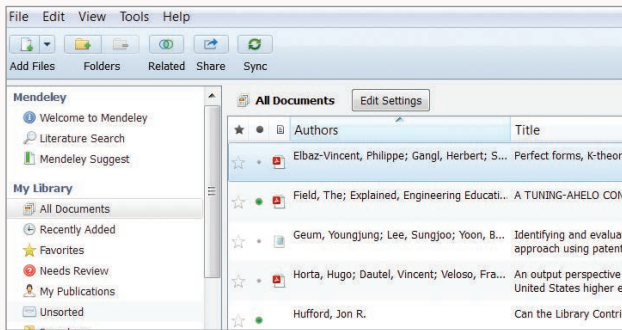 File Edit View Tools Help
Add Files Folders Related Share Sync
Mendeley
Welcome to Mendeley
Literature Search
Mendeley Suggest
My Library
All Documents
Recently Added
Favorites
Needs Review
My Publications
Unsorted
All Documents Edit Settings
Authors Title
Elbaz-Vincent, Philippe; Gangl, Herbert; S... Perfect forms, K-theor
Field, The; Explained, Engineering Educati... A TUNING-AHELO CON
Geum, Youngjung; Lee, Sungjoo; Yoon, B... Identifying and evalua
approach using patent
Horta, Hugo; Dautel, Vincent; Veloso, Fra... An output perspective
United States higher e
Hufford, Jon R. Can the Library Contri